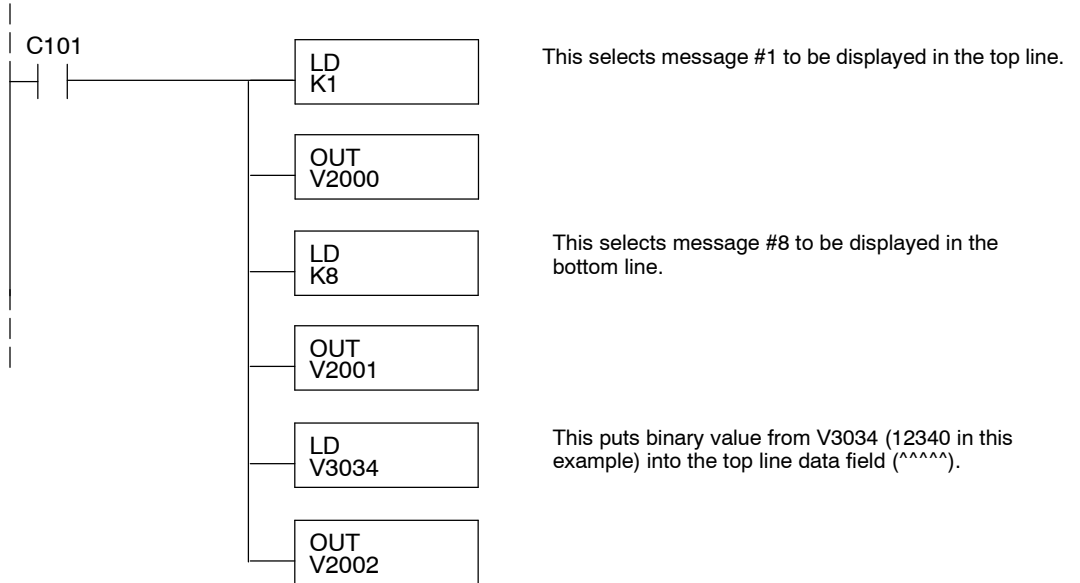 C101
LD
K1
This selects message #1 to be displayed in the top line.
OUT
V2000
LD
K8
This selects message #8 to be displayed in the
bottom line.
OUT
V2001
LD
V3034
This puts binary value from V3034 (12340 in this
example) into the top line data field (^^^^^).
OUT
V2002